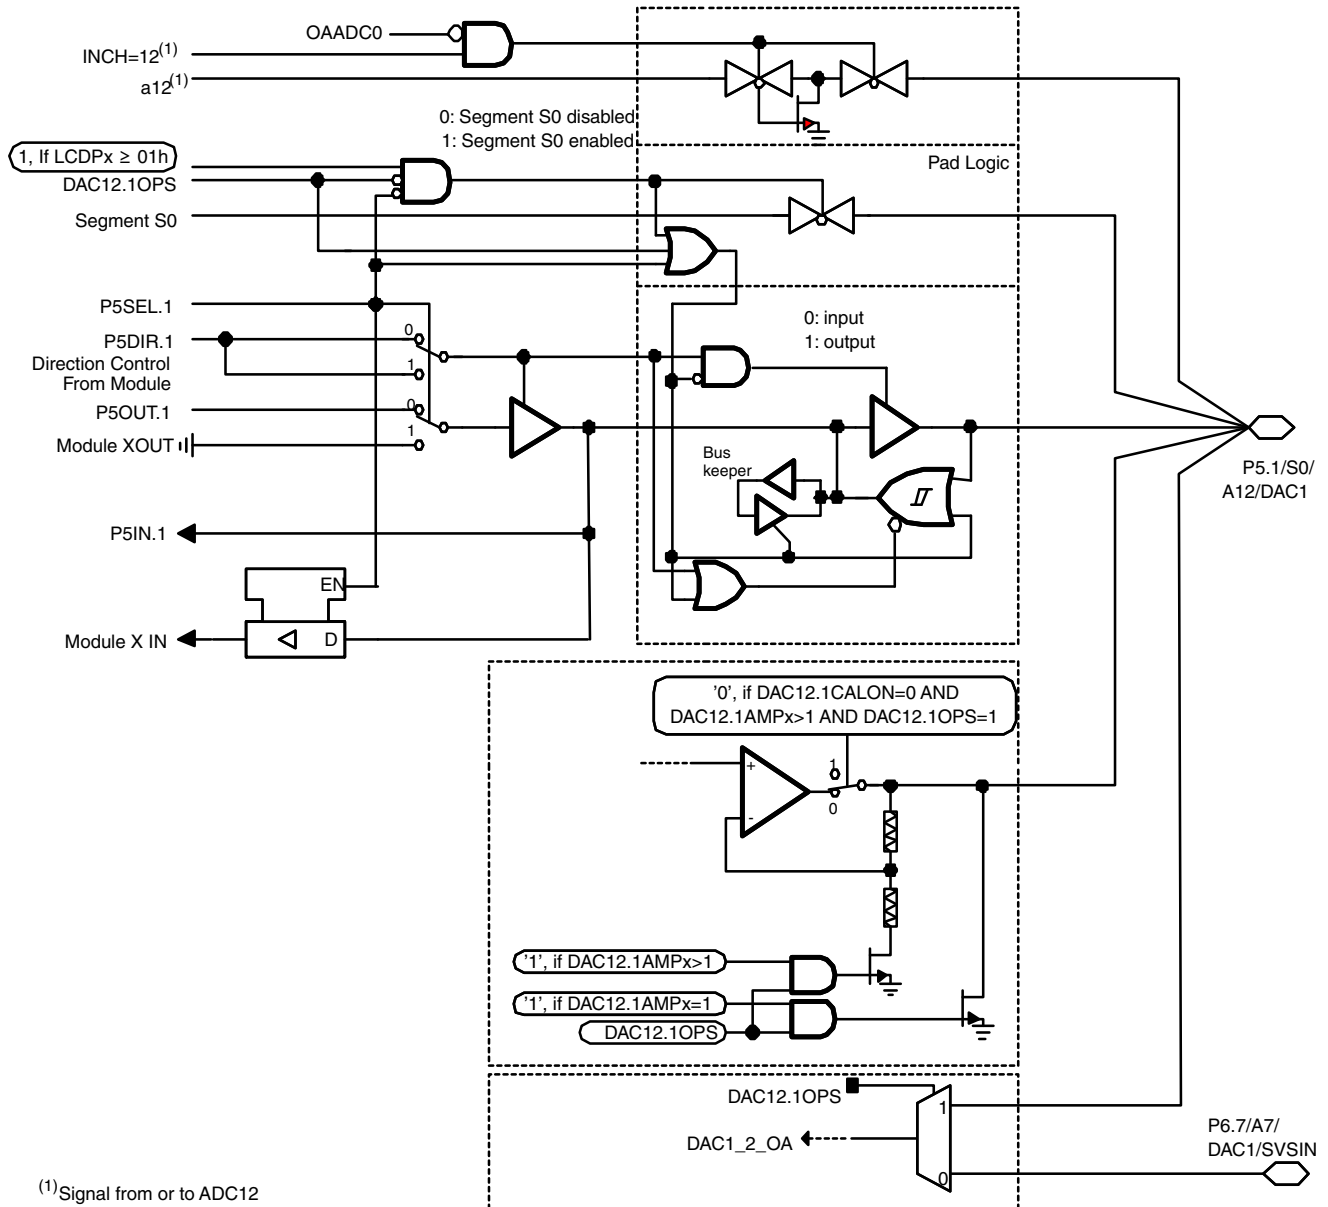 OAADC0
INCH=12(1)
a12(1)
0: Segment S0 disabled
1: Segment S0 enabled
1, If LCDPx ≥ 01h
Pad Logic
DAC12.1OPS
Segment S0
P5SEL.1
0: input
1: output
P5DIR.1
0
Direction Control
From Module
1
P5OUT.1
0
Module XOUT
1
Bus
keeper
P5.1/S0/
A12/DAC1
P5IN.1
EN
Module X IN
D
'0', if DAC12.1CALON=0 AND
DAC12.1AMPx>1 AND DAC12.1OPS=1
+
1
0
-
'1', if DAC12.1AMPx>1
'1', if DAC12.1AMPx=1
DAC12.1OPS
DAC12.1OPS
1
DAC1_2_OA
P6.7/A7/
DAC1/SVSIN
0
(1)Signal from or to ADC12